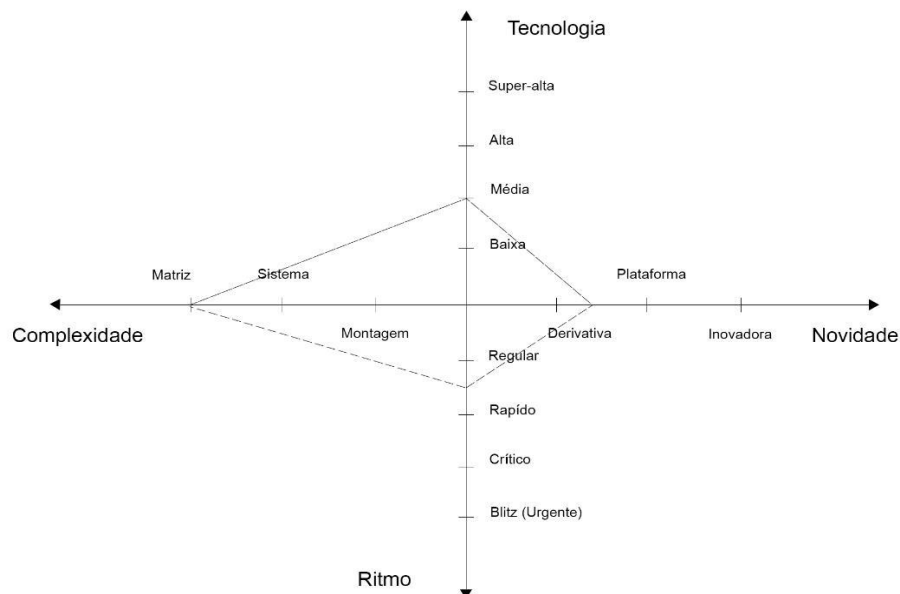 Tecnologia
Super-alta
Alta
Média
Baixa
Matriz
Sistema
Plataforma
Complexidade
Montagem
Derivativa
Inovadora
Novidade
Regular
Rapído
Crítico
Blitz (Urgente)
Ritmo